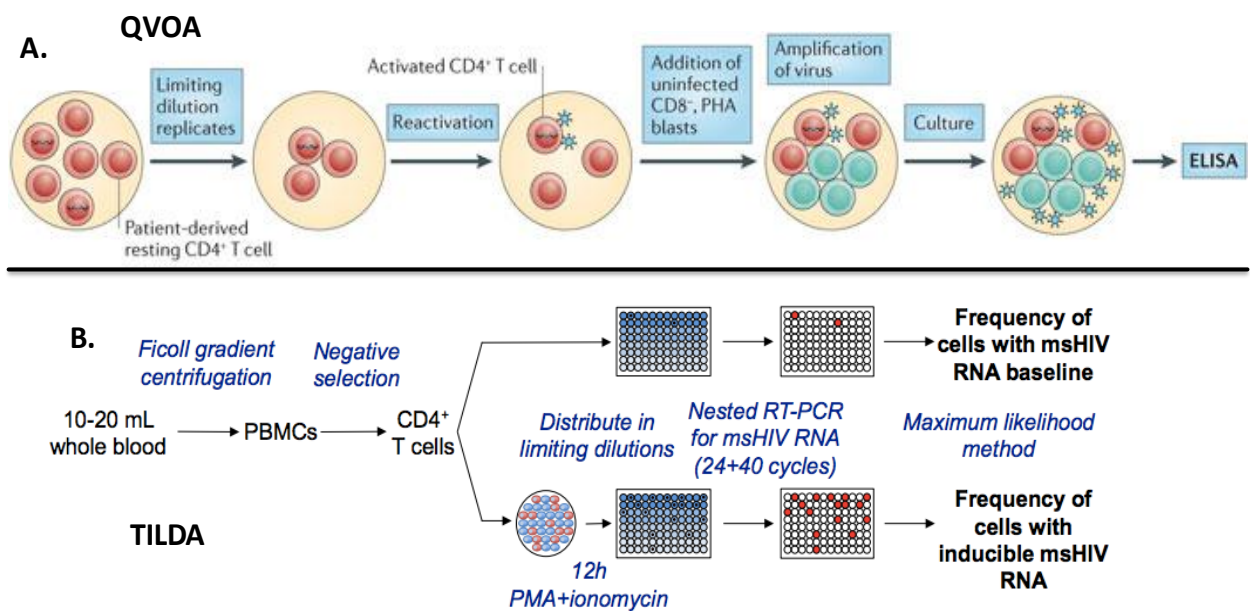 QVOA
A.
Limiting
dilution
replicates
Patient-derived
resting CD4⁺ T cell
Reactivation
Activated CD4⁺ T cell
Addition of
uninfected
CD8⁻, PHA
blasts
Amplification
of virus
Culture
ELISA
B.
TILDA
10-20 mL
whole blood
Ficoll gradient
centrifugation
PBMCs
Negative
selection
CD4⁺
T cells
12h
PMA+ionomycin
Distribute in
limiting dilutions
Nested RT-PCR
for msHIV RNA
(24+40 cycles)
Maximum likelihood
method
Frequency of
cells with msHIV
RNA baseline
Frequency of
cells with
inducible msHIV
RNA